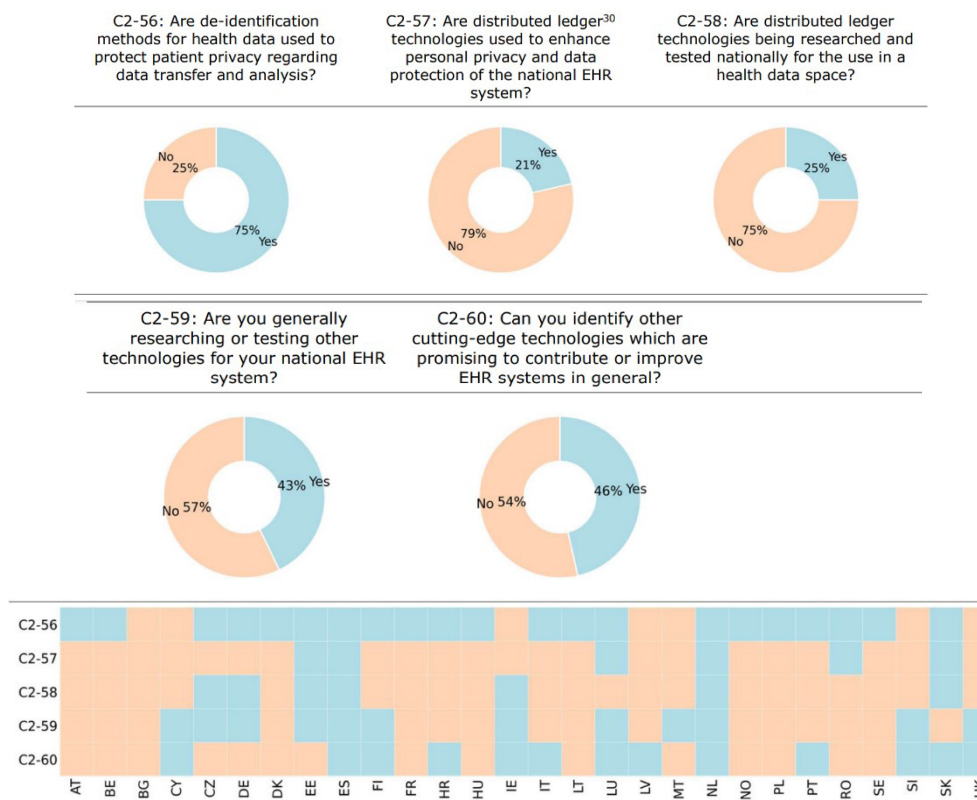 C2-56: Are de-identification
methods for health data used to
protect patient privacy regarding
data transfer and analysis?
C2-57: Are distributed ledger³⁰
technologies used to enhance
personal privacy and data
protection of the national EHR
system?
C2-58: Are distributed ledger
technologies being researched and
tested nationally for the use in a
health data space?
No
25%
75%
Yes
Yes
21%
79%
No
Yes
25%
75%
No
C2-59: Are you generally
researching or testing other
technologies for your national EHR
system?
C2-60: Can you identify other
cutting-edge technologies which are
promising to contribute or improve
EHR systems in general?
43% Yes
No 57%
46% Yes
No 54%
C2-56
C2-57
C2-58
C2-59
C2-60
AT BE BG CY CZ DE DK EE ES FI FR HR HU IE IT LT LU LV MT NL NO PL PT RO SE SI SK